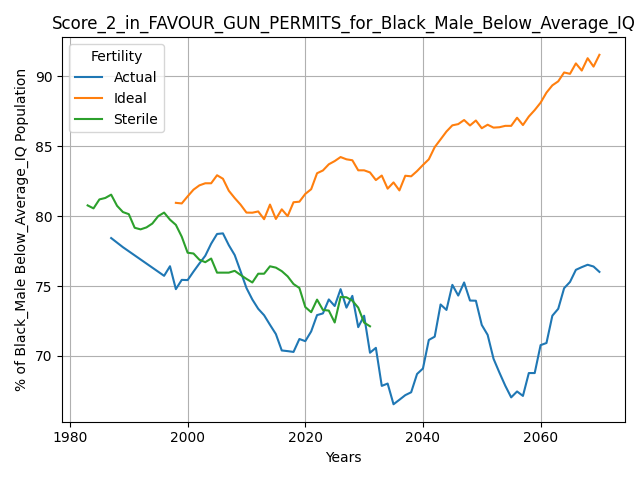 Score_2_in_FAVOUR_GUN_PERMITS_for_Black_Male_Below_Average_IQ
% of Black_Male Below_Average_IQ Population
90
85
80
75
70
Fertility
Actual
Ideal
Sterile
1980
2000
2020
2040
2060
Years